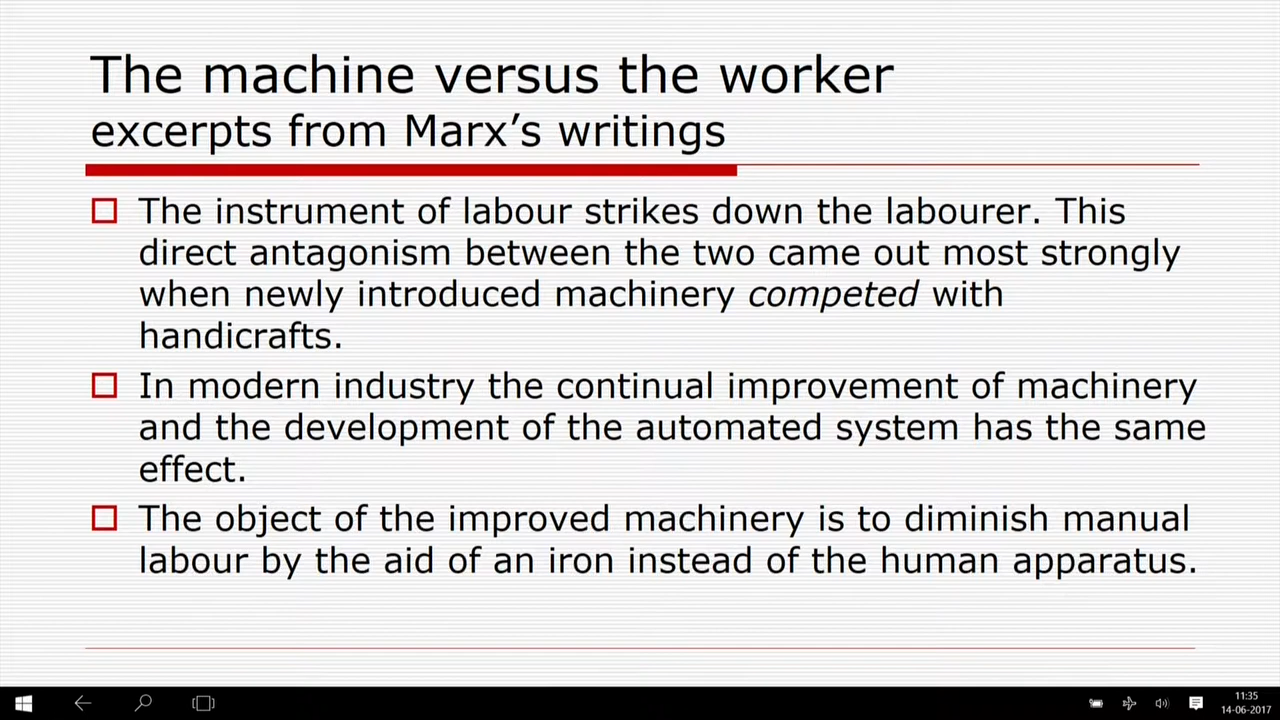 The machine versus the worker
excerpts from Marx’s writings
The instrument of labour strikes down the labourer. This
direct antagonism between the two came out most strongly
when newly introduced machinery competed with
handicrafts.
In modern industry the continual improvement of machinery
and the development of the automated system has the same
effect.
The object of the improved machinery is to diminish manual
labour by the aid of an iron instead of the human apparatus.
11:35
14-06-2017